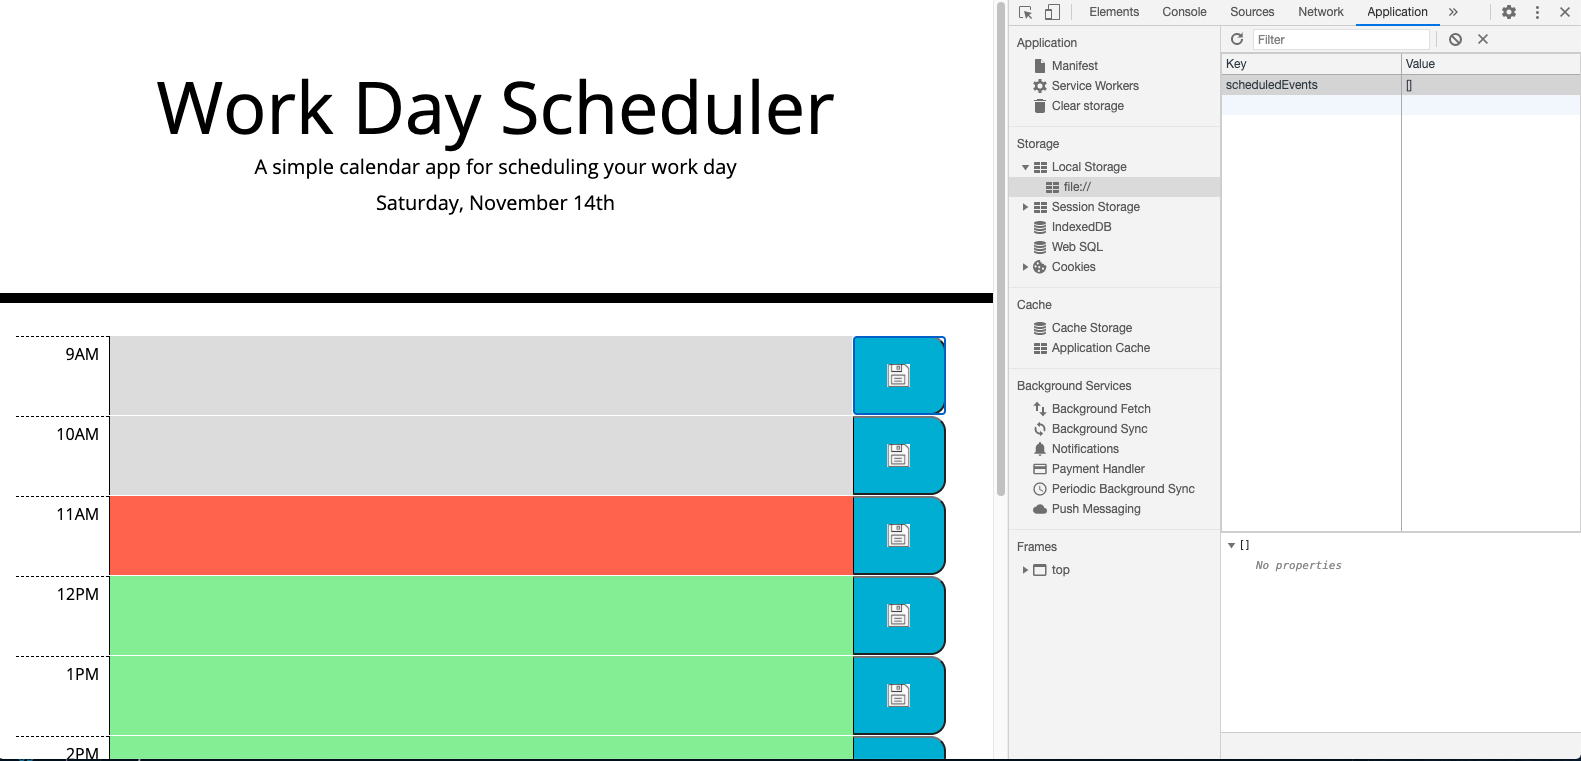 Work Day Scheduler
A simple calendar app for scheduling your work day
Saturday, November 14th
9AM
10AM
11AM
12PM
1PM
2PM
Elements Console Sources Network Application »
Application
Manifest
Service Workers
Clear storage
Storage
Local Storage
file://
Session Storage
IndexedDB
Web SQL
Cookies
Cache
Cache Storage
Application Cache
Background Services
Background Fetch
Background Sync
Notifications
Payment Handler
Periodic Background Sync
Push Messaging
Frames
top
Filter
Key Value
scheduledEvents []
[]
No properties